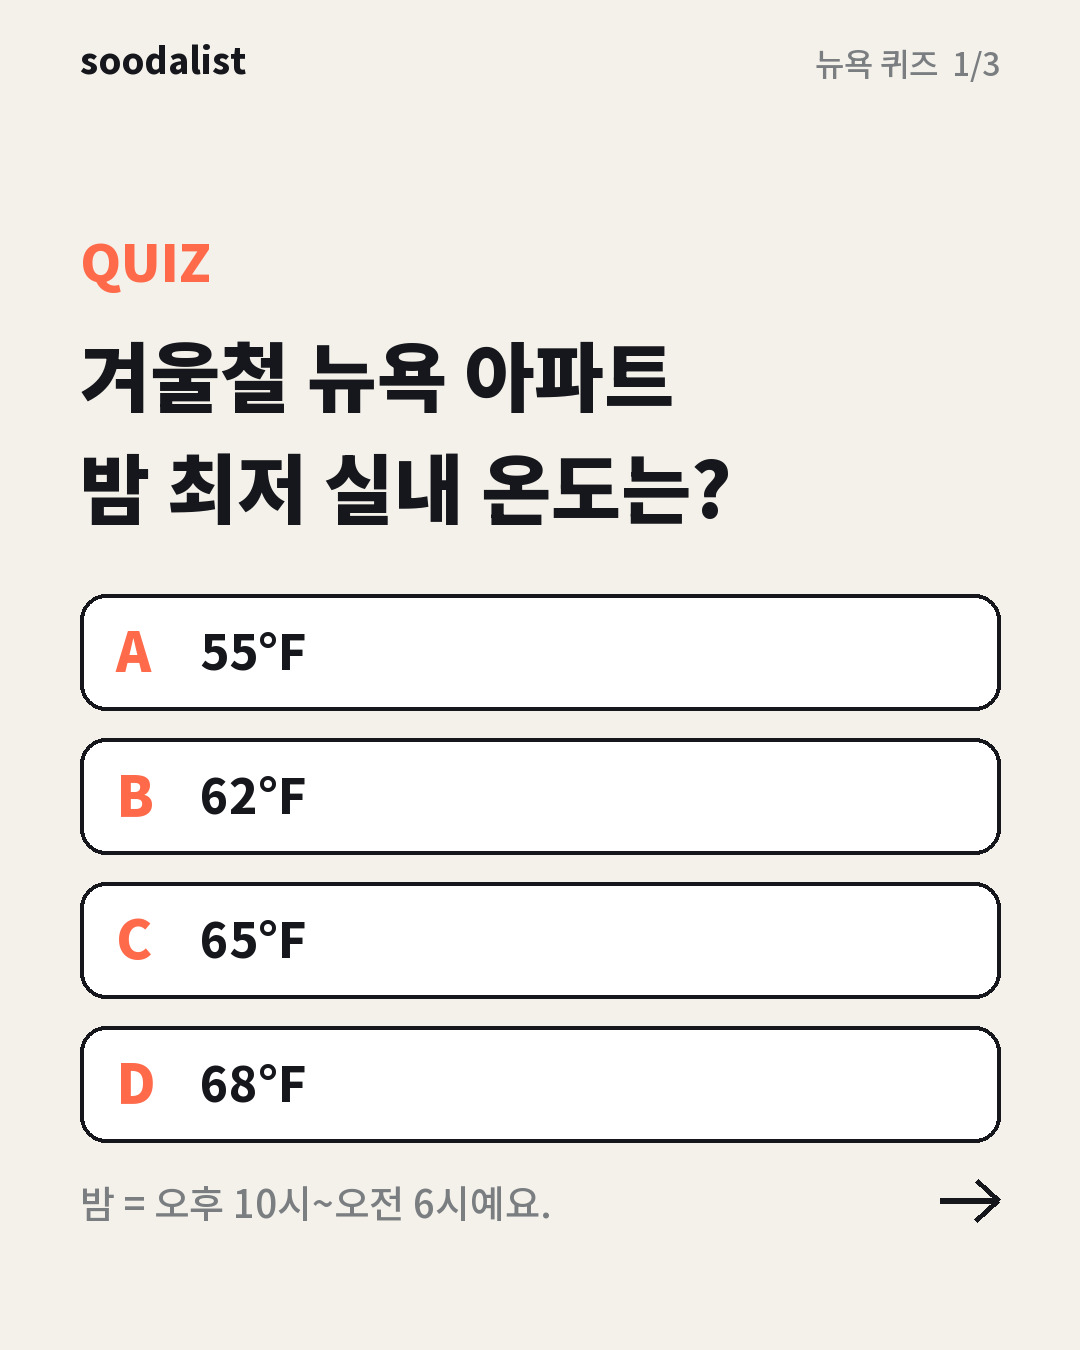 soodalist
뉴욕 퀴즈 1/3
QUIZ
겨울철 뉴욕 아파트
밤 최저 실내 온도는?
A 55°F
B 62°F
C 65°F
D 68°F
밤 = 오후 10시~오전 6시예요.